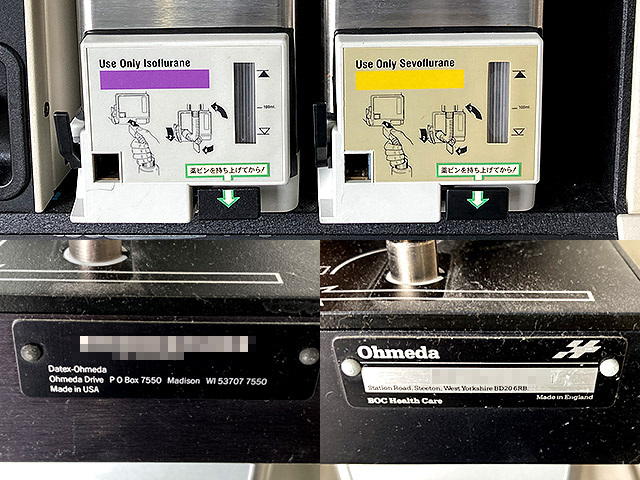 Use Only Isoflurane
100mL
薬ビンを持ち上げてから!
Use Only Sevoflurane
100mL
薬ビンを持ち上げてから!
Datex-Ohmeda
Ohmeda Drive P O Box 7550 Madison WI 53707 7550
Made in USA
Ohmeda
Station Road, Steeton, West Yorkshire BD20 6RB.
BOC Health Care
Made in England